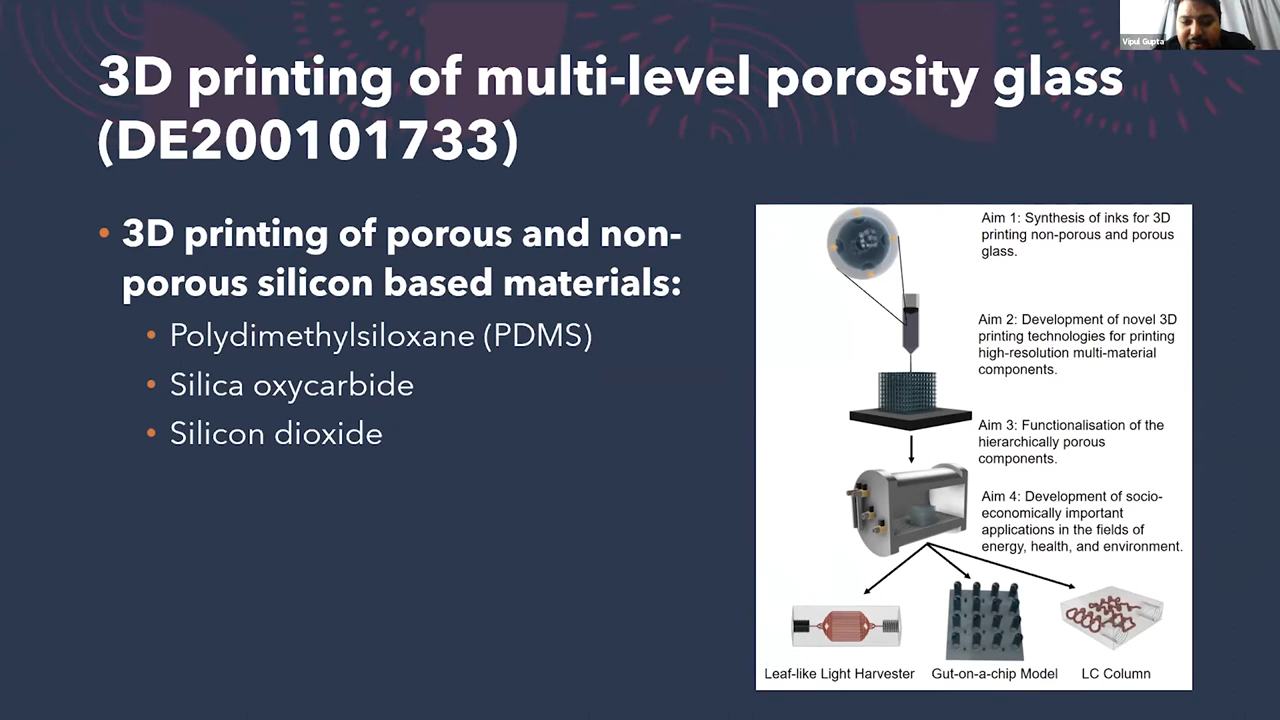 Vipul Gupta
3D printing of multi-level porosity glass
(DE200101733)
• 3D printing of porous and non-
porous silicon based materials:
• Polydimethylsiloxane (PDMS)
• Silica oxycarbide
• Silicon dioxide
Aim 1: Synthesis of inks for 3D
printing non-porous and porous
glass.
Aim 2: Development of novel 3D
printing technologies for printing
high-resolution multi-material
components.
Aim 3: Functionalisation of the
hierarchically porous
components.
Aim 4: Development of socio-
economically important
applications in the fields of
energy, health, and environment.
Leaf-like Light Harvester
Gut-on-a-chip Model
LC Column